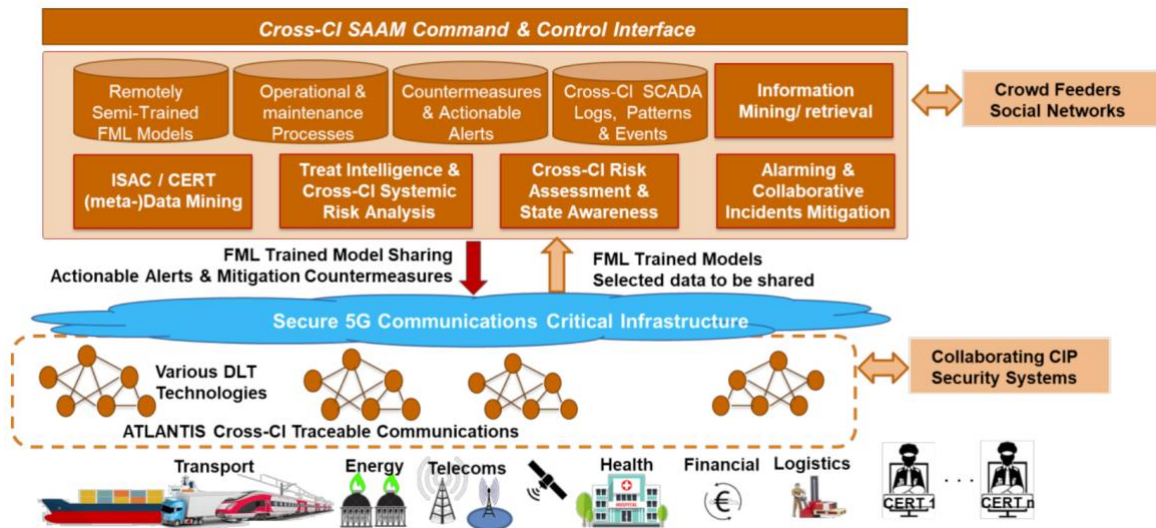 Cross-CI SAAM Command & Control Interface
Remotely
Semi-Trained
FML Models
Operational &
maintenance
Processes
Countermeasures
& Actionable
Alerts
Cross-CI SCADA
Logs, Patterns
& Events
Information
Mining/ retrieval
Crowd Feeders
Social Networks
ISAC / CERT
(meta-)Data Mining
Treat Intelligence &
Cross-CI Systemic
Risk Analysis
Cross-CI Risk
Assessment &
State Awareness
Alarming &
Collaborative
Incidents Mitigation
FML Trained Model Sharing
Actionable Alerts & Mitigation Countermeasures
FML Trained Models
Selected data to be shared
Secure 5G Communications Critical Infrastructure
Various DLT
Technologies
Collaborating CIP
Security Systems
ATLANTIS Cross-CI Traceable Communications
Transport
Energy
Telecoms
Health
Financial
Logistics
HOSPITAL
€
CERT 1
. . .
CERT n